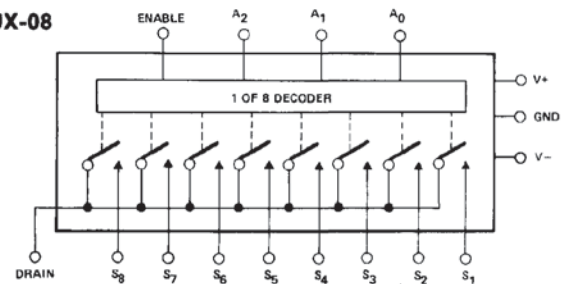 UX-08
ENABLE A2 A1 A0
1 OF 8 DECODER
V+
GND
V−
DRAIN S8 S7 S6 S5 S4 S3 S2 S1